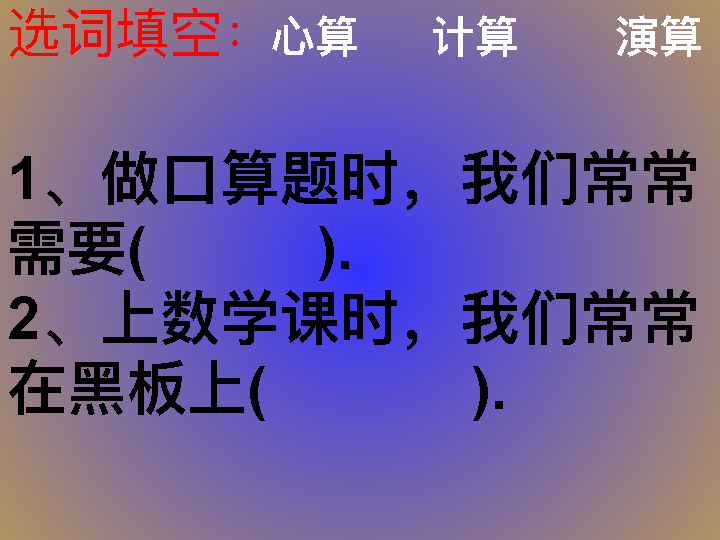 选词填空：心算 计算 演算
1、做口算题时，我们常常
需要( ).
2、上数学课时，我们常常
在黑板上( ).